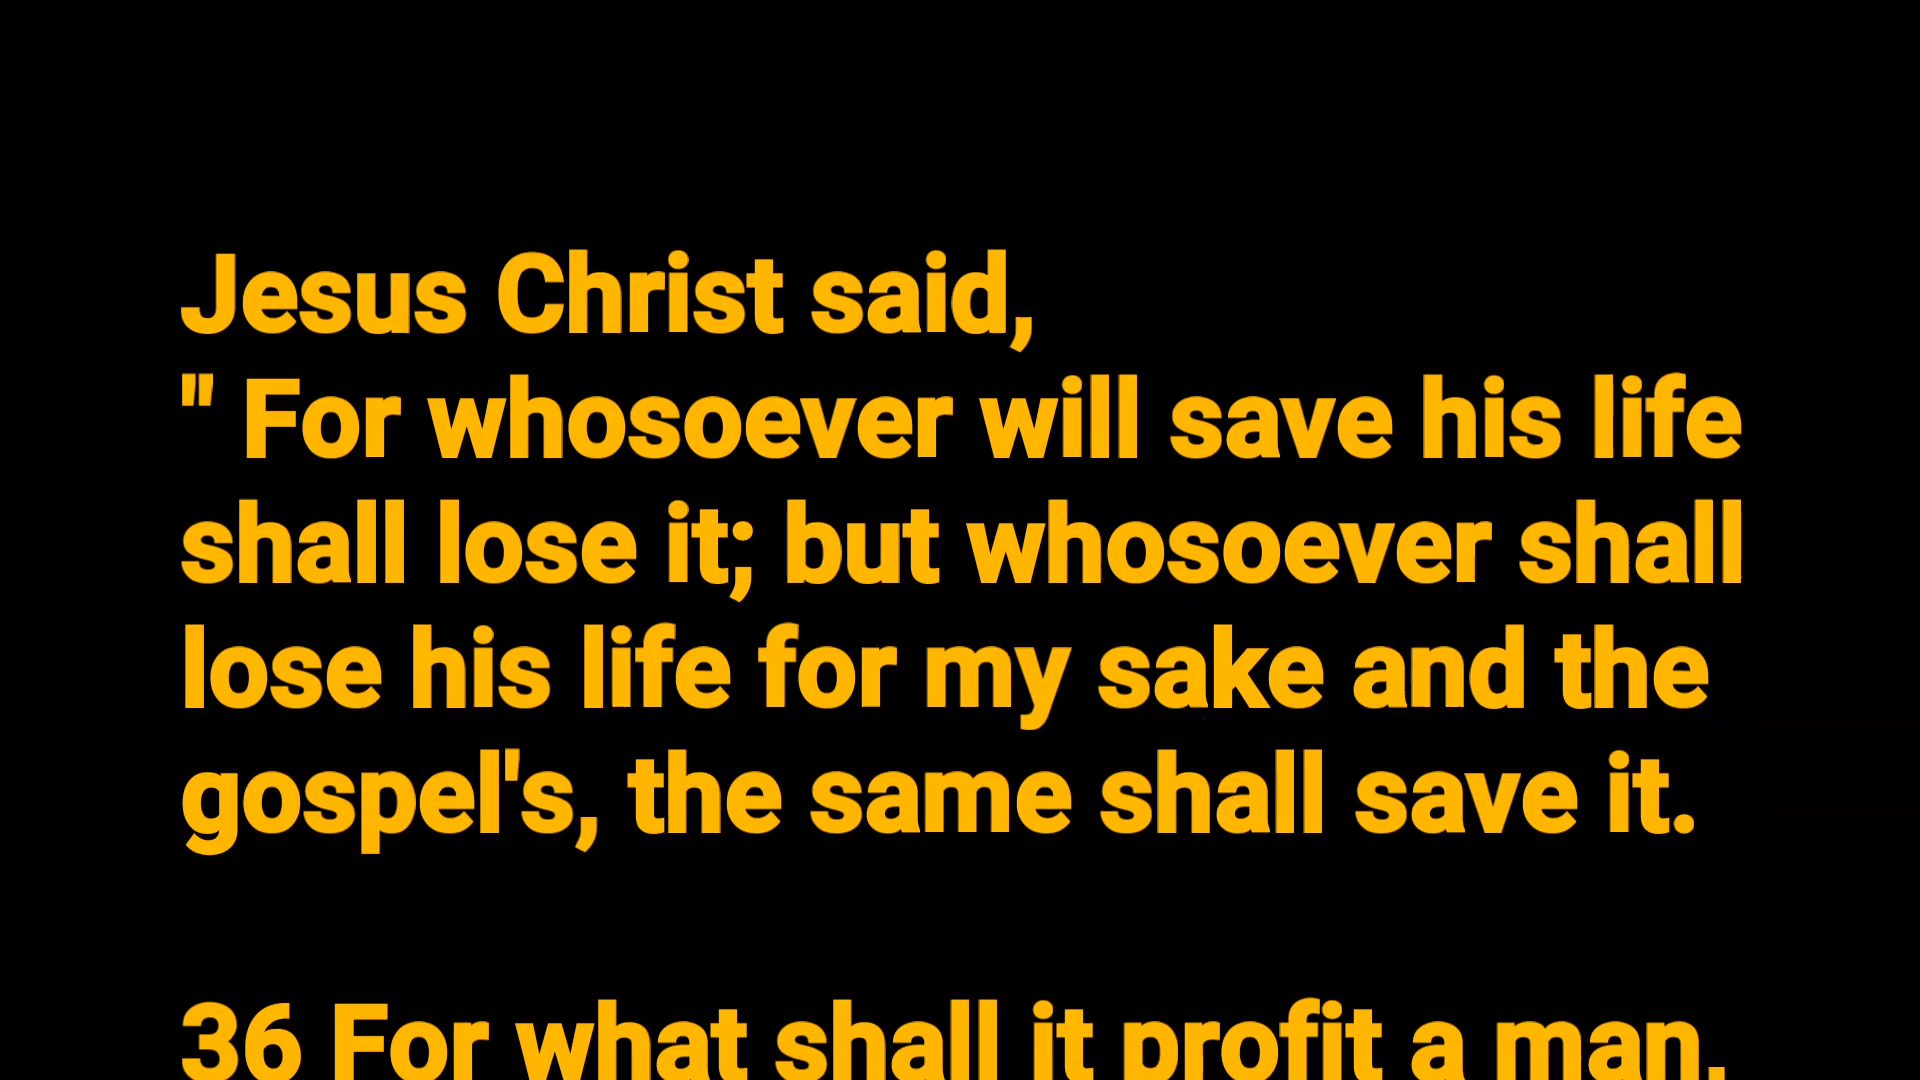 Jesus Christ said,
" For whosoever will save his life
shall lose it; but whosoever shall
lose his life for my sake and the
gospel's, the same shall save it.
36 For what shall it profit a man,